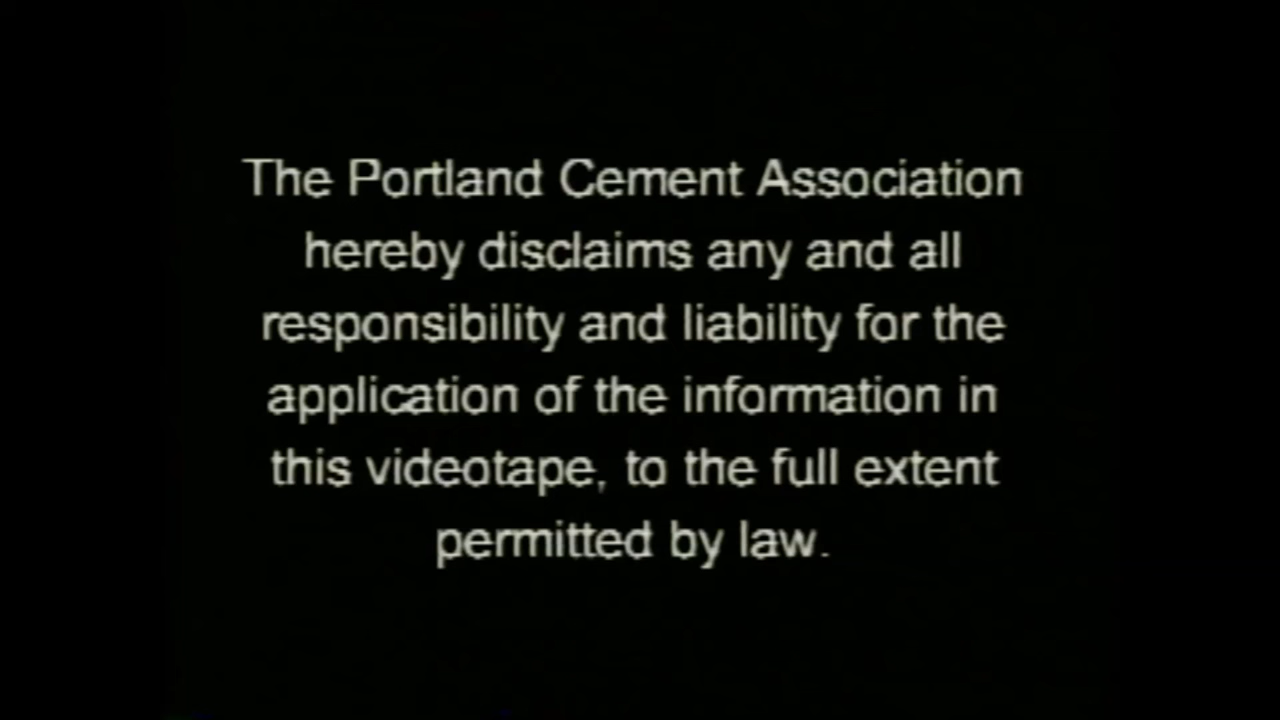 The Portland Cement Association
hereby disclaims any and all
responsibility and liability for the
application of the information in
this videotape, to the full extent
permitted by law.